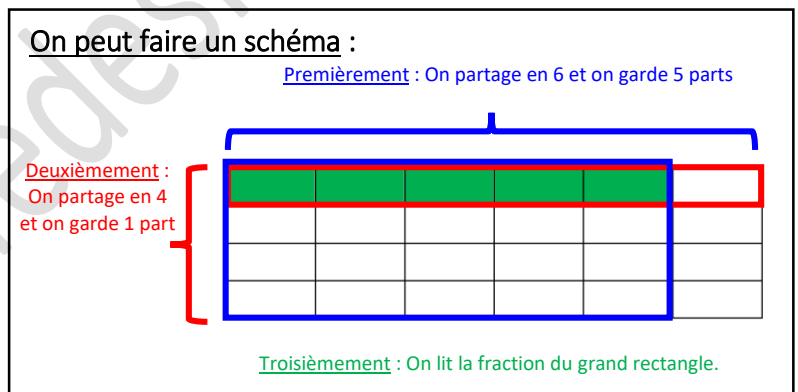 On peut faire un schéma :
Premièrement : On partage en 6 et on garde 5 parts
Deuxièmement :
On partage en 4
et on garde 1 part
Troisièmement : On lit la fraction du grand rectangle.